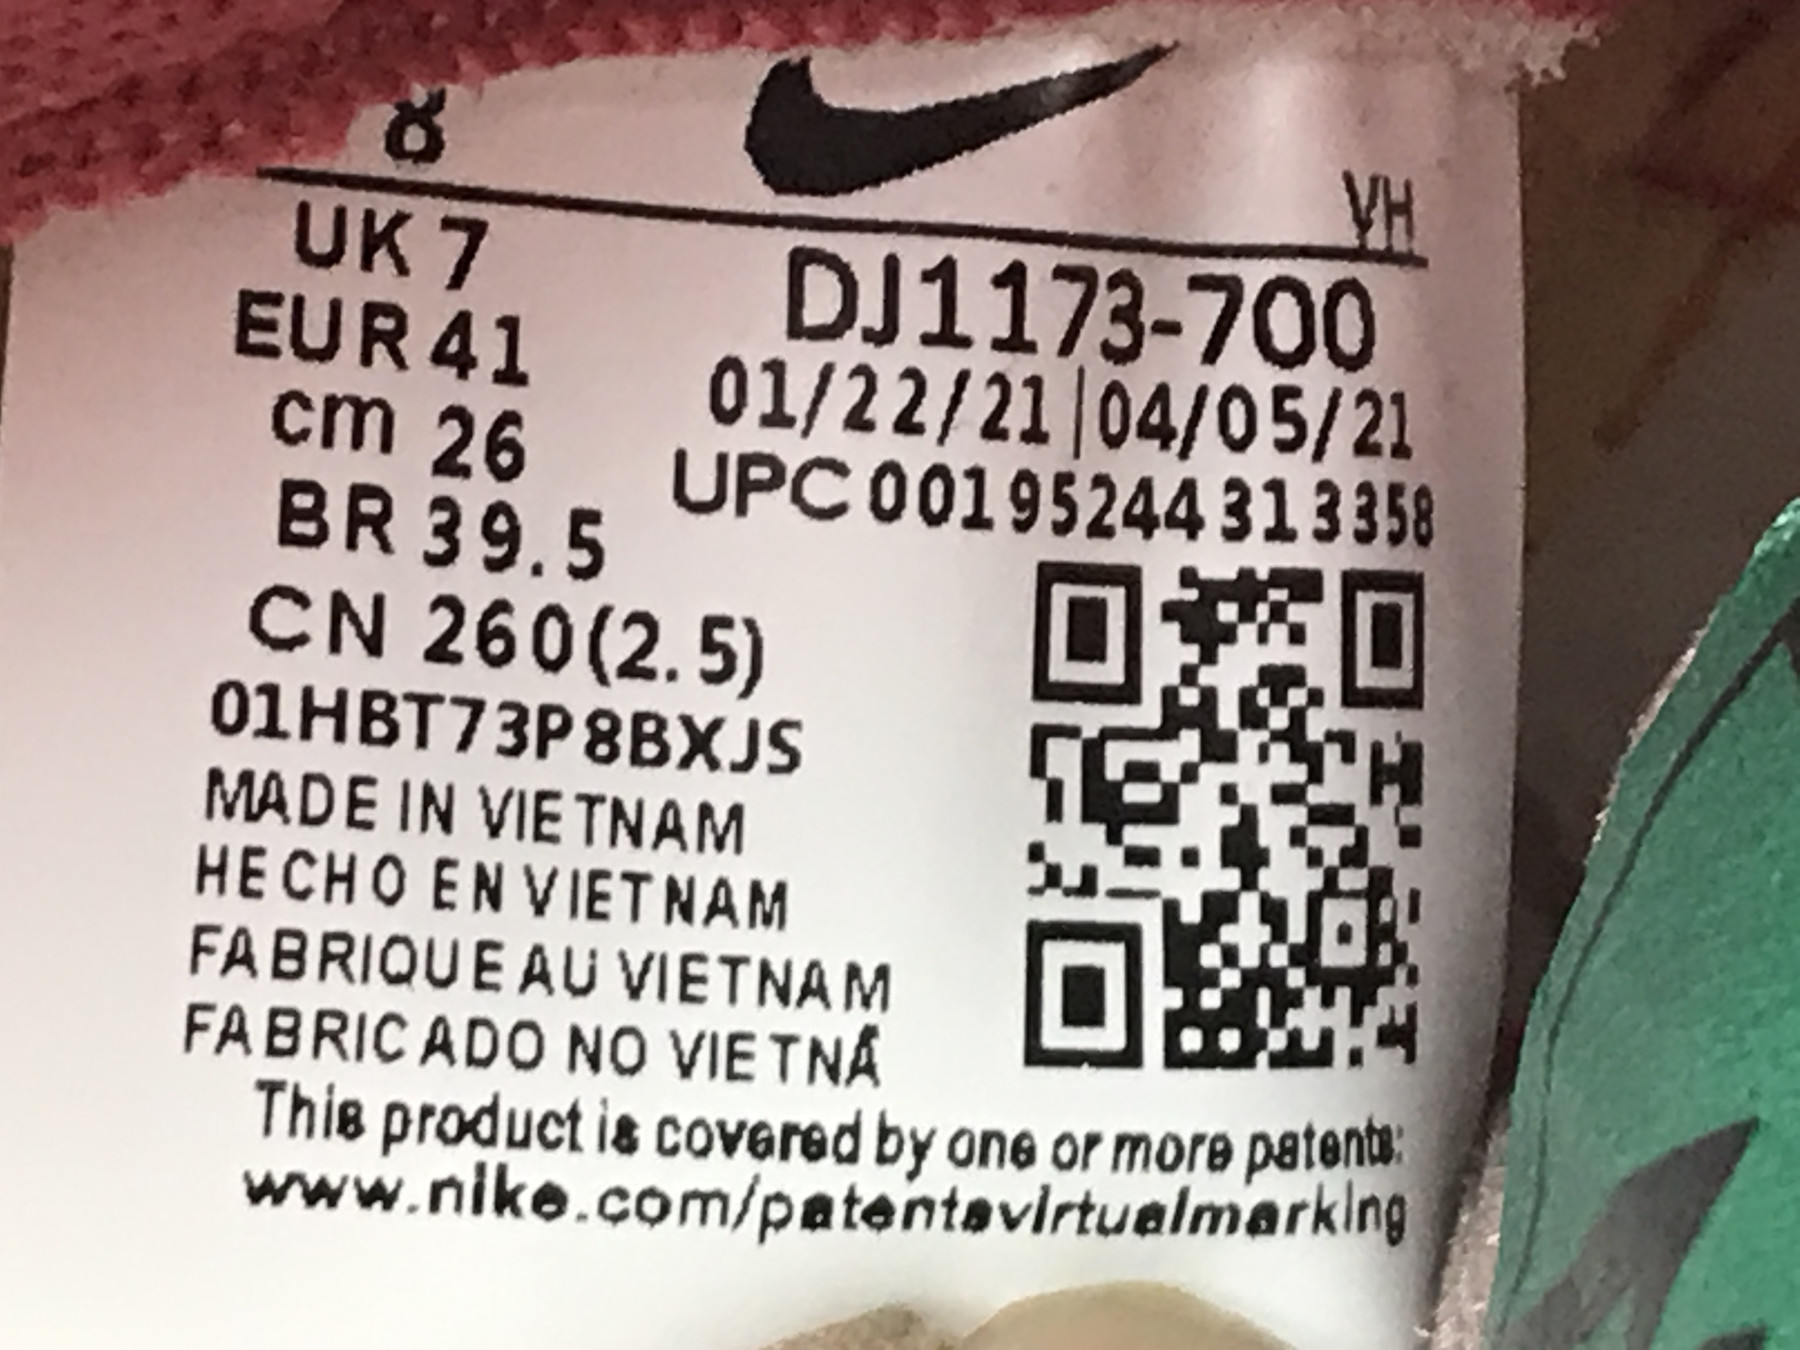 8
VH
UK 7
EUR 41
cm 26
BR 39.5
CN 260(2.5)
01HBT73P8BXJS
MADE IN VIETNAM
HECHO EN VIETNAM
FABRIQUE AU VIETNAM
FABRICADO NO VIETNÃ
DJ1173-700
01/22/21|04/05/21
UPC 00195244313358
This product is covered by one or more patents:
www.nike.com/patentsvirtualmarking